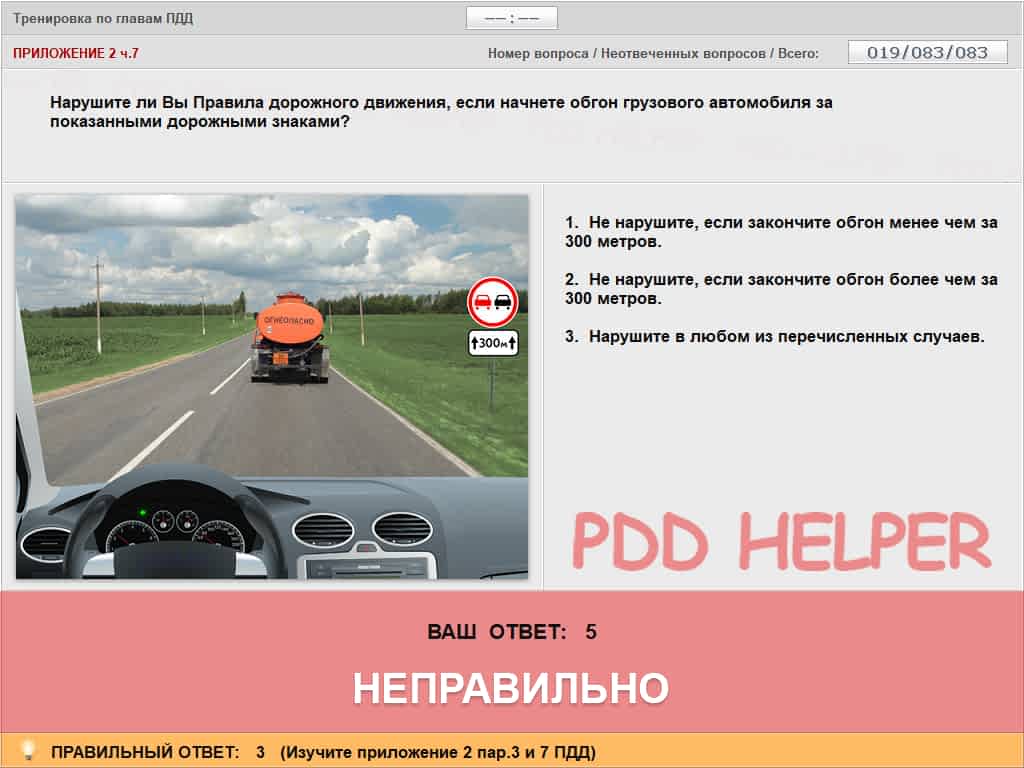 Тренировка по главам ПДД
—— : ——
ПРИЛОЖЕНИЕ 2 ч.7
Номер вопроса / Неотвеченных вопросов / Всего:
019/083/083
Нарушите ли Вы Правила дорожного движения, если начнете обгон грузового автомобиля за
показанными дорожными знаками?
ОГНЕОПАСНО
300м
1. Не нарушите, если закончите обгон менее чем за
300 метров.
2. Не нарушите, если закончите обгон более чем за
300 метров.
3. Нарушите в любом из перечисленных случаев.
PDD HELPER
ВАШ ОТВЕТ: 5
НЕПРАВИЛЬНО
ПРАВИЛЬНЫЙ ОТВЕТ: 3 (Изучите приложение 2 пар.3 и 7 ПДД)